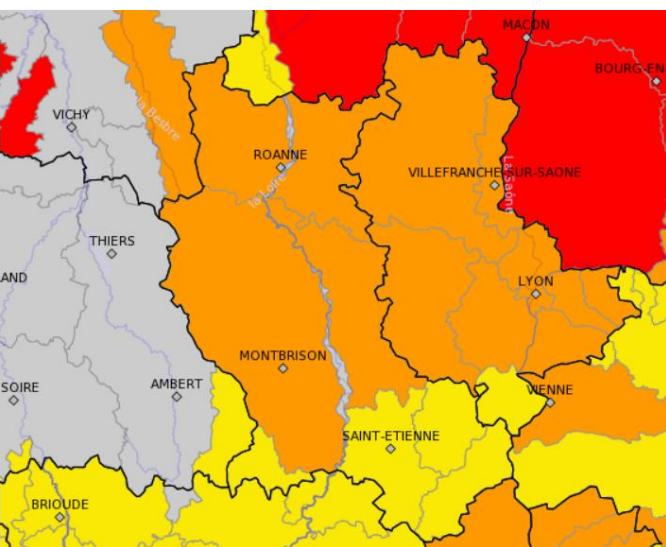 MACON
BOURG-EN
la Besbre
VICHY
ROANNE
VILLEFRANCHE-SUR-SAONE
La Saône
la Loire
THIERS
AND
LYON
MONTBRISON
SOIRE
AMBERT
VIENNE
SAINT-ETIENNE
BRIOUDE